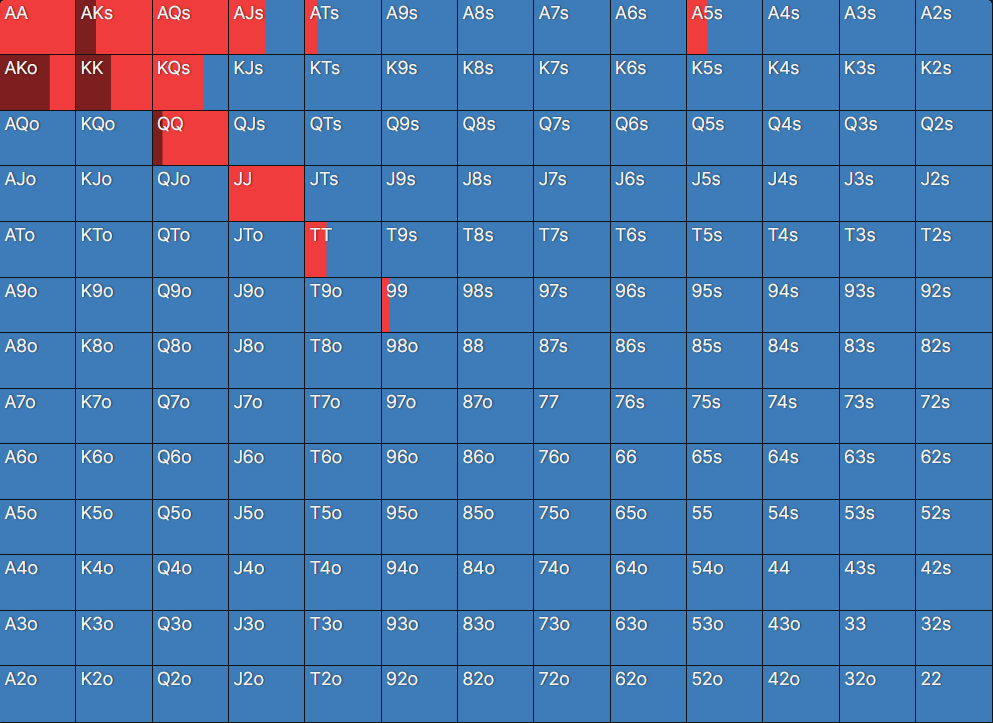 AA AKs AQs AJs ATs A9s A8s A7s A6s A5s A4s A3s A2s
AKo KK KQs KJs KTs K9s K8s K7s K6s K5s K4s K3s K2s
AQo KQo QQ QJs QTs Q9s Q8s Q7s Q6s Q5s Q4s Q3s Q2s
AJo KJo QJo JJ JTs J9s J8s J7s J6s J5s J4s J3s J2s
ATo KTo QTo JTo TT T9s T8s T7s T6s T5s T4s T3s T2s
A9o K9o Q9o J9o T9o 99 98s 97s 96s 95s 94s 93s 92s
A8o K8o Q8o J8o T8o 98o 88 87s 86s 85s 84s 83s 82s
A7o K7o Q7o J7o T7o 97o 87o 77 76s 75s 74s 73s 72s
A6o K6o Q6o J6o T6o 96o 86o 76o 66 65s 64s 63s 62s
A5o K5o Q5o J5o T5o 95o 85o 75o 65o 55 54s 53s 52s
A4o K4o Q4o J4o T4o 94o 84o 74o 64o 54o 44 43s 42s
A3o K3o Q3o J3o T3o 93o 83o 73o 63o 53o 43o 33 32s
A2o K2o Q2o J2o T2o 92o 82o 72o 62o 52o 42o 32o 22